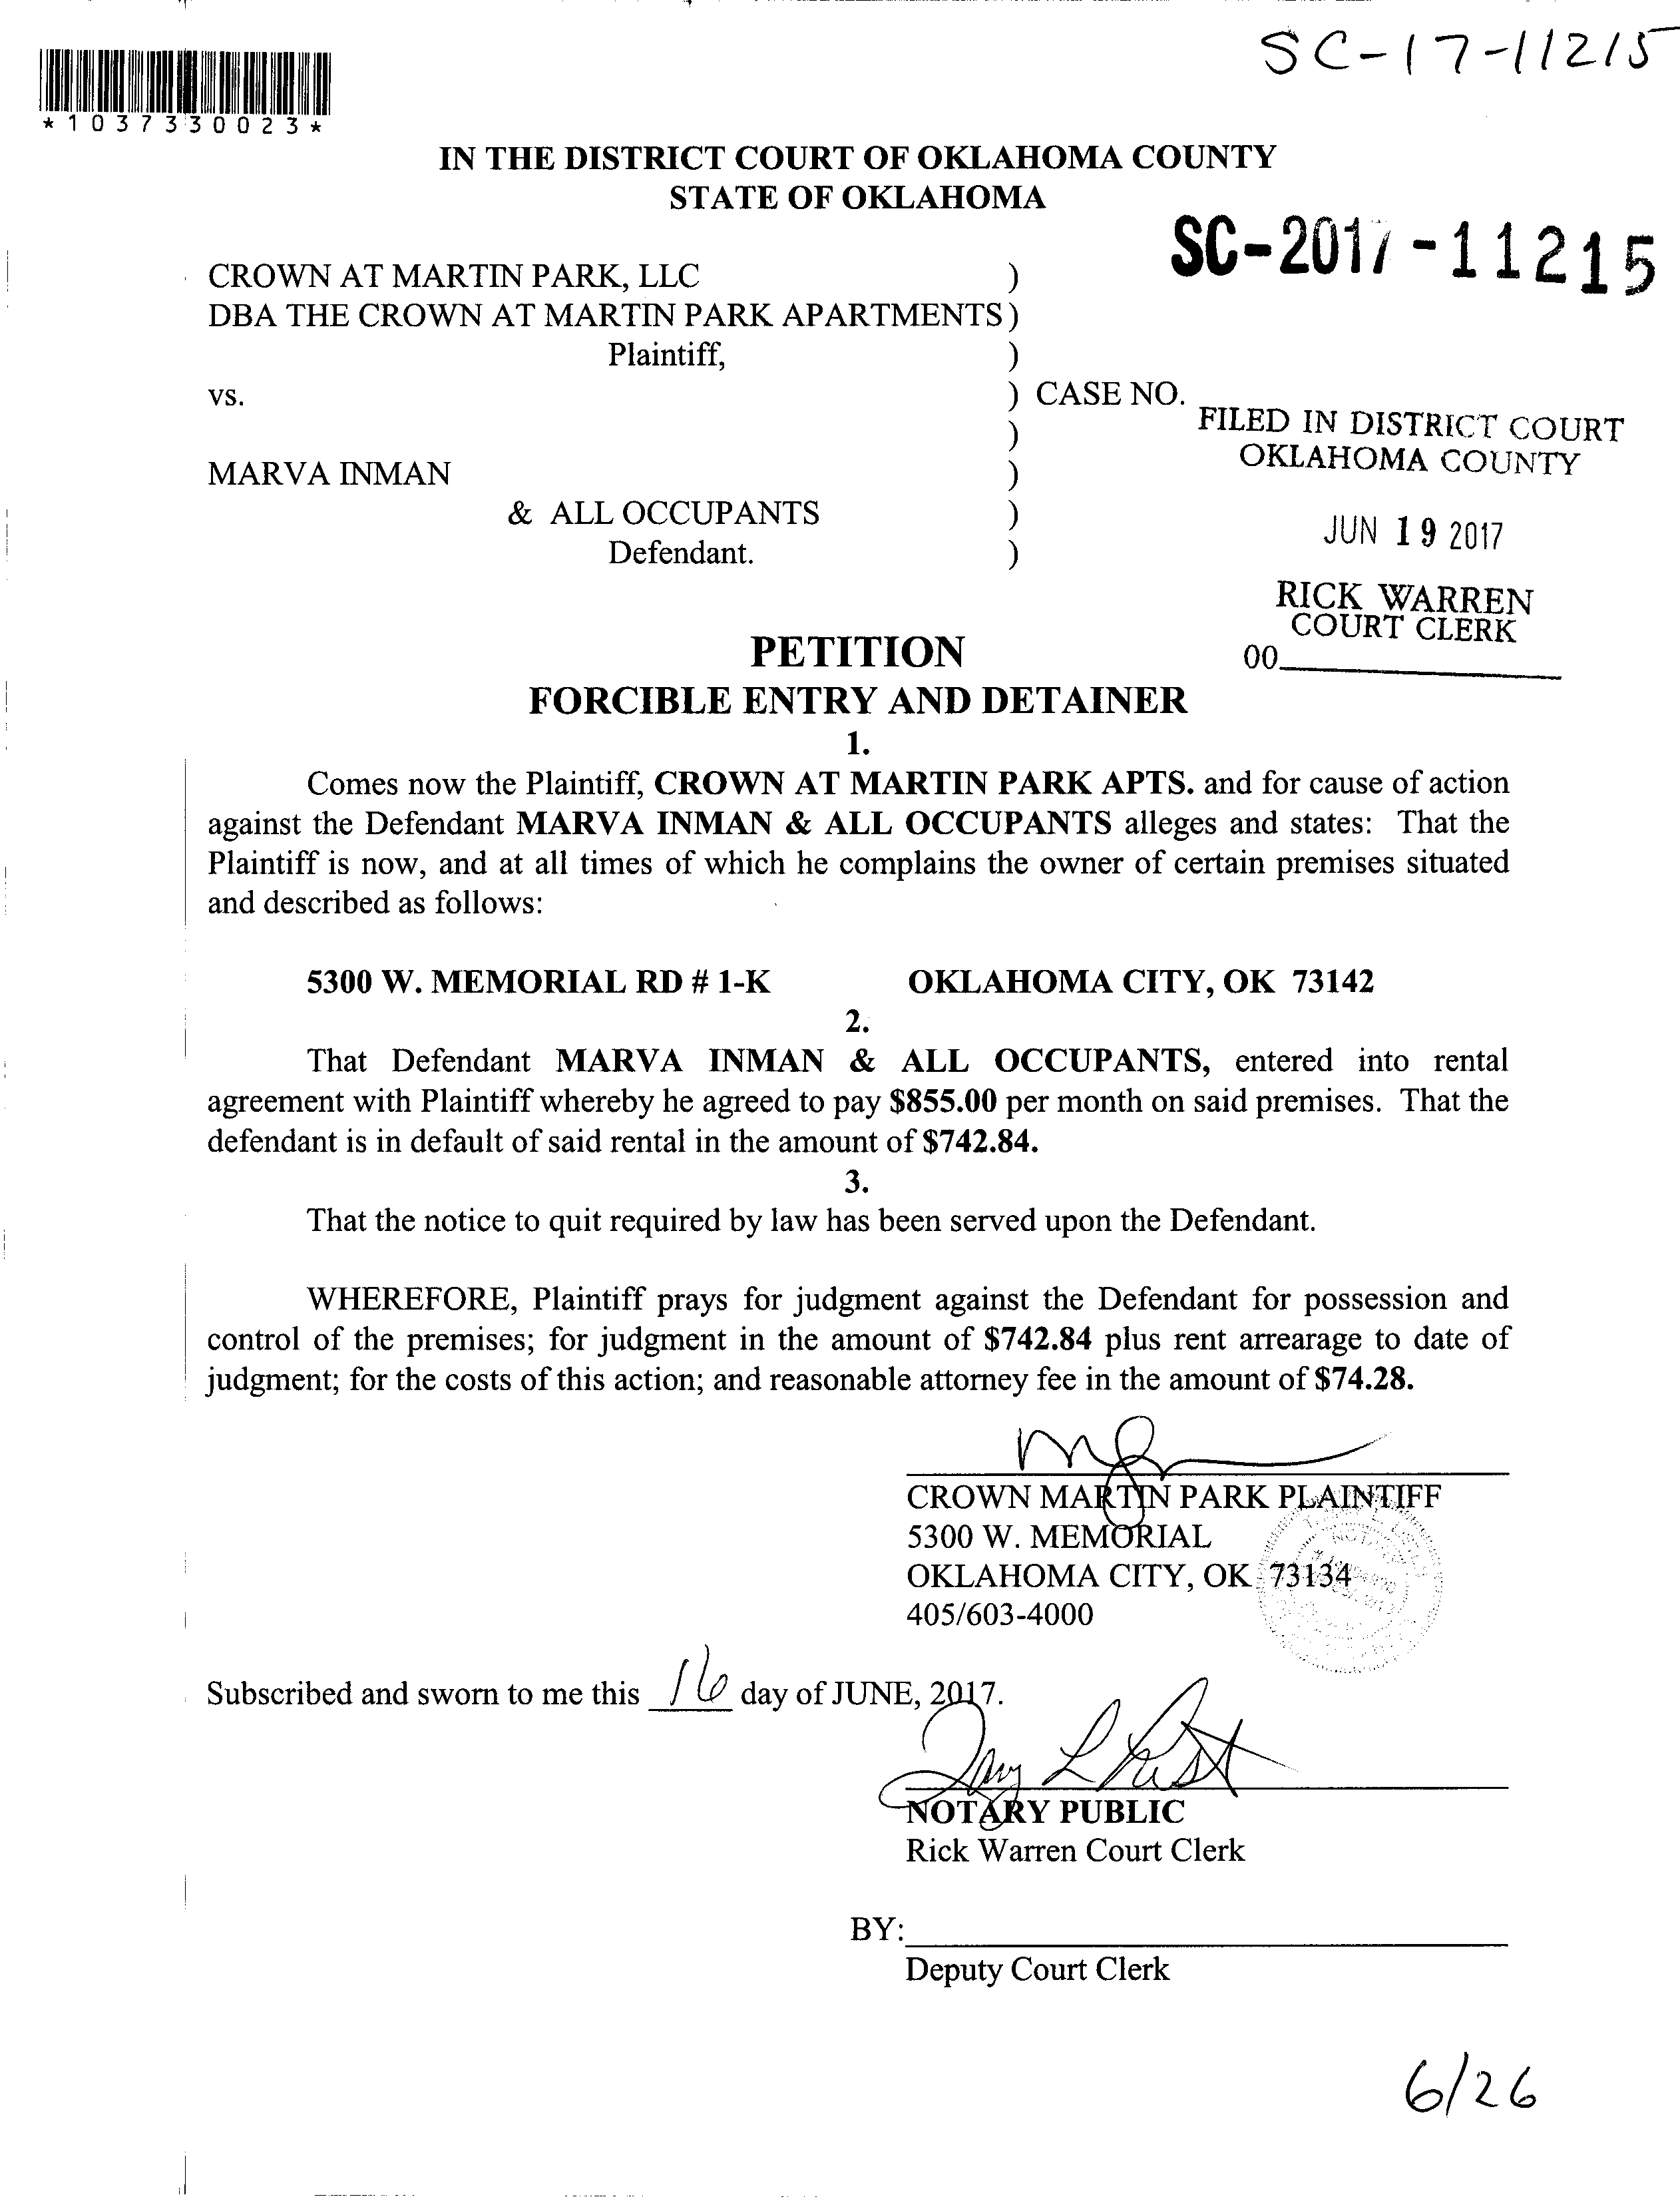 SC-17-11215
*1037330023*
IN THE DISTRICT COURT OF OKLAHOMA COUNTY
STATE OF OKLAHOMA
SC-2017-11215
CROWN AT MARTIN PARK, LLC )
DBA THE CROWN AT MARTIN PARK APARTMENTS )
Plaintiff, )
vs. ) CASE NO.
)
FILED IN DISTRICT COURT
OKLAHOMA COUNTY
MARVA INMAN )
& ALL OCCUPANTS )
JUN 19 2017
Defendant. )
RICK WARREN
COURT CLERK
00
PETITION
FORCIBLE ENTRY AND DETAINER
1.
Comes now the Plaintiff, CROWN AT MARTIN PARK APTS. and for cause of action
against the Defendant MARVA INMAN & ALL OCCUPANTS alleges and states: That the
Plaintiff is now, and at all times of which he complains the owner of certain premises situated
and described as follows:
5300 W. MEMORIAL RD # 1-K OKLAHOMA CITY, OK 73142
2.
That Defendant MARVA INMAN & ALL OCCUPANTS, entered into rental
agreement with Plaintiff whereby he agreed to pay $855.00 per month on said premises. That the
defendant is in default of said rental in the amount of $742.84.
3.
That the notice to quit required by law has been served upon the Defendant.
WHEREFORE, Plaintiff prays for judgment against the Defendant for possession and
control of the premises; for judgment in the amount of $742.84 plus rent arrearage to date of
judgment; for the costs of this action; and reasonable attorney fee in the amount of $74.28.
CROWN MARTIN PARK PLAINTIFF
5300 W. MEMORIAL
OKLAHOMA CITY, OK 73134
405/603-4000
Subscribed and sworn to me this 16 day of JUNE, 2017.
NOTARY PUBLIC
Rick Warren Court Clerk
BY:
Deputy Court Clerk
6/26